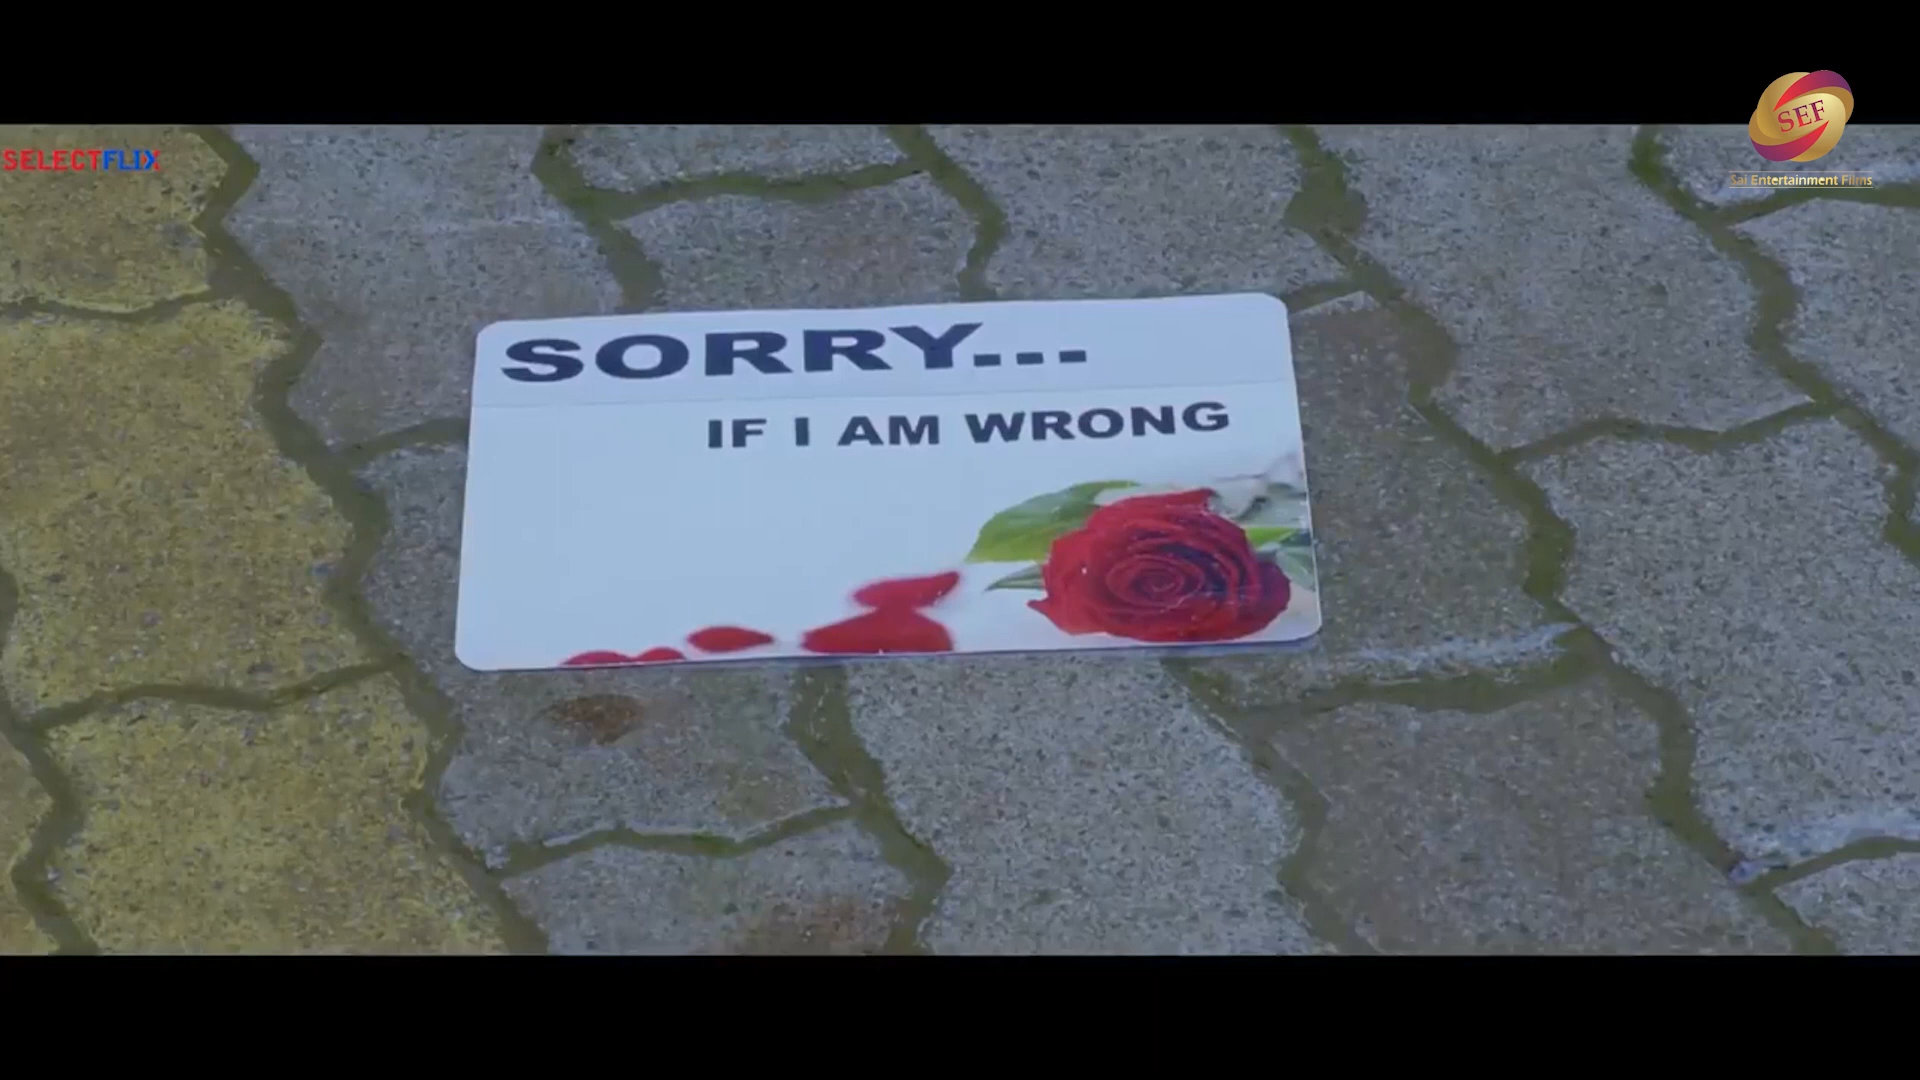 SELECTFLIX
SEF
Sai Entertainment Films
SORRY...
IF I AM WRONG